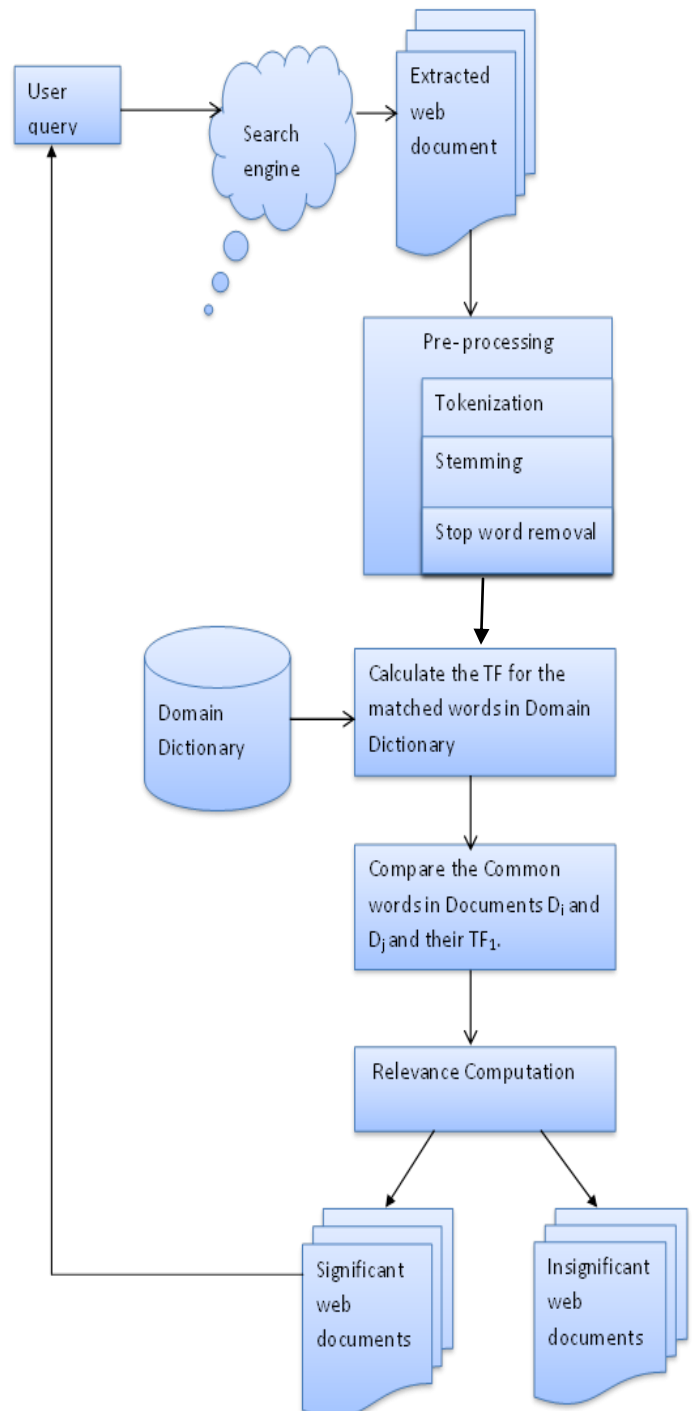 User
query
Search
engine
Extracted
web
document
Pre- processing
Tokenization
Stemming
Stop word removal
Domain
Dictionary
Calculate the TF for the
matched words in Domain
Dictionary
Compare the Common
words in Documents Di and
Dj and their TF1.
Relevance Computation
Significant
web
documents
Insignificant
web
documents